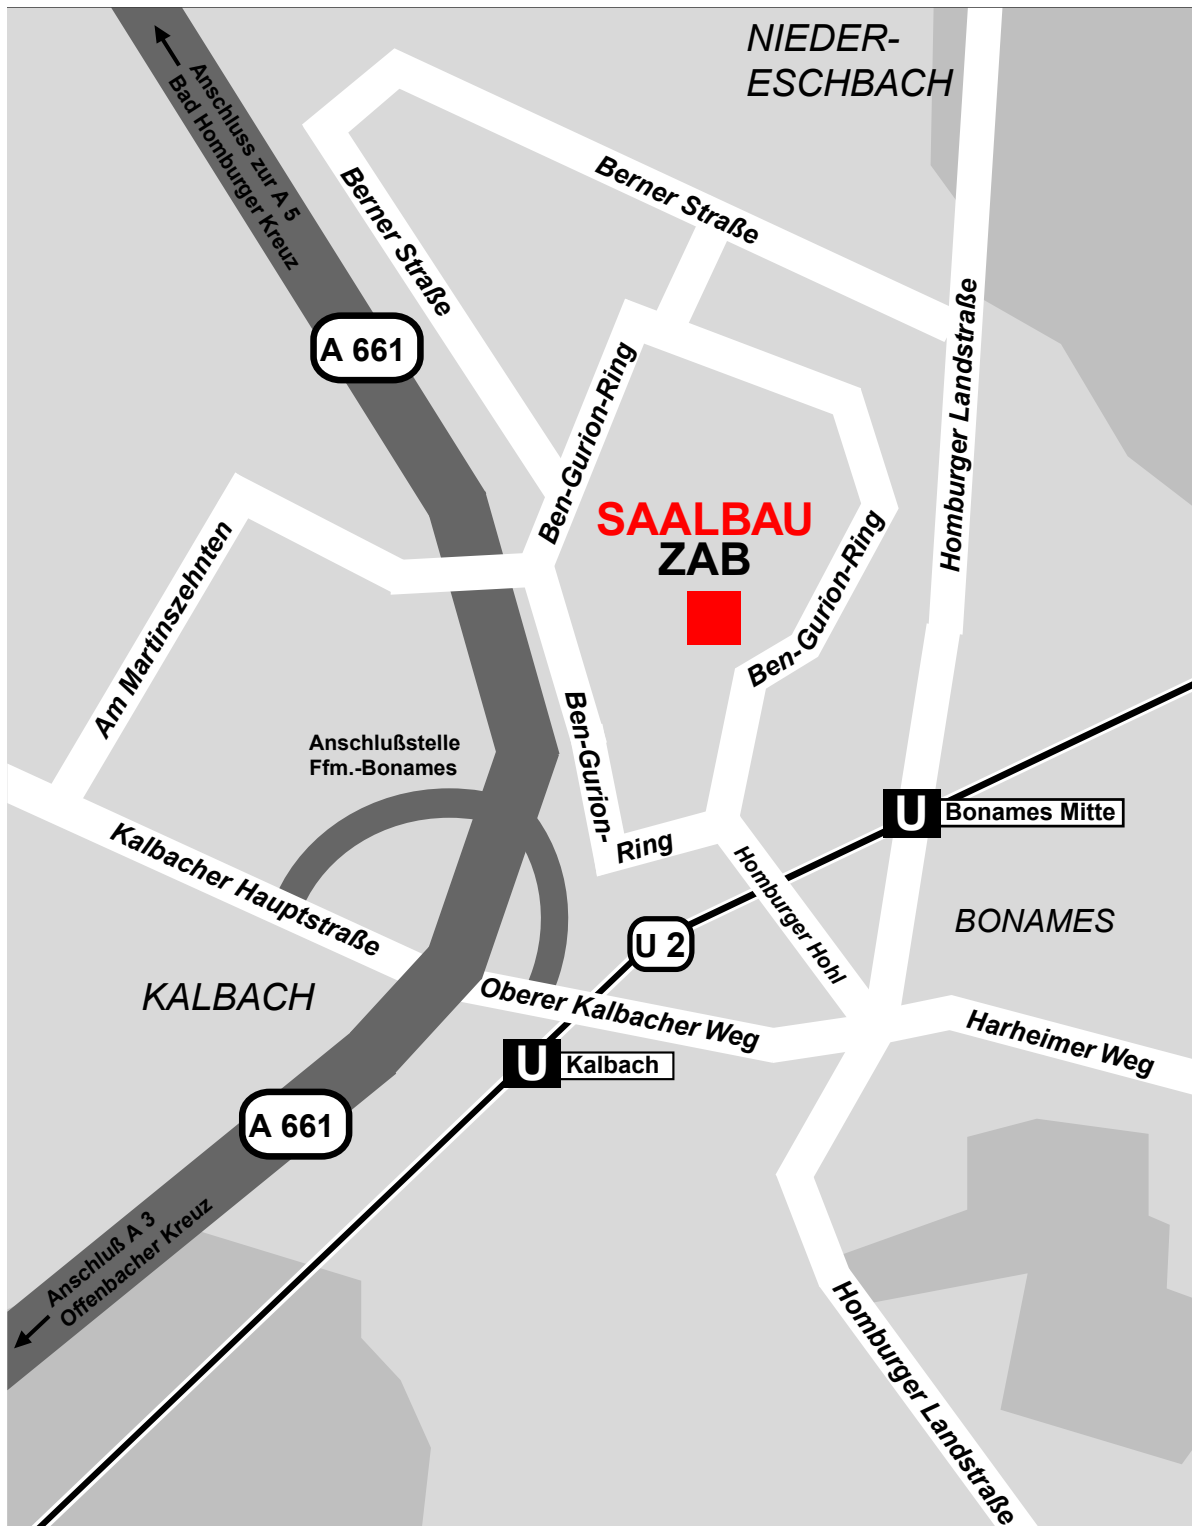 NIEDER-
ESCHBACH
Anschluss zur A 5
Bad Homburger Kreuz
Berner Straße
Berner Straße
A 661
Ben-Gurion-Ring
Homburger Landstraße
SAALBAU
ZAB
Ben-Gurion-Ring
Am Martinszehnten
Ben-Gurion-
Ring
Anschlußstelle
Ffm.-Bonames
U Bonames Mitte
Kalbacher Hauptstraße
Homburger Hohl
BONAMES
U 2
KALBACH
Oberer Kalbacher Weg
Harheimer Weg
U Kalbach
A 661
Anschluß A 3
Offenbacher Kreuz
Homburger Landstraße